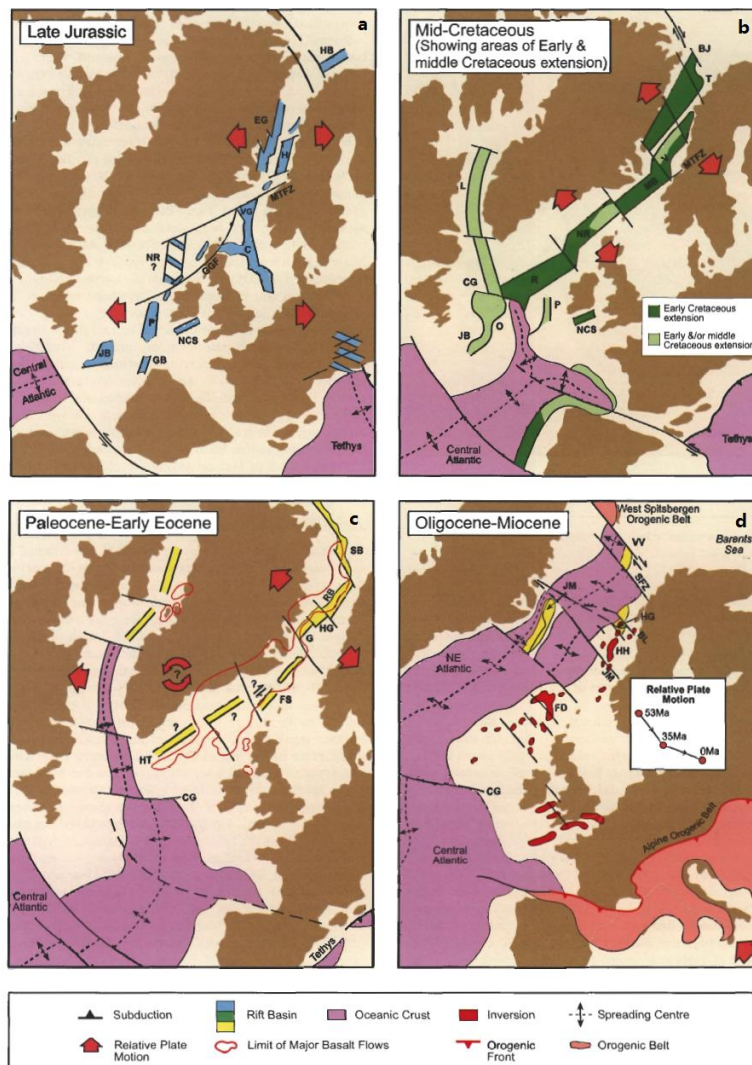 Late Jurassic
a
HB
EG
H
MTFZ
VG
NR
?
C
GGF
P
NCS
JB
GB
Central
Atlantic
Tethys
Mid-Cretaceous
(Showing areas of Early &
middle Cretaceous extension)
b
BJ
T
V
MTFZ
MB
L
NR
R
CG
P
O
JB
NCS
Early Cretaceous
extension
Early &/or middle
Cretaceous extension
Central
Atlantic
Tethys
Paleocene-Early Eocene
c
SB
RB
HG
G
?
FS
?
?
HT
CG
Central
Atlantic
Tethys
Oligocene-Miocene
d
West Spitsbergen
Orogenic Belt
VV
Barents
Sea
SFZ
JM
HG
BL
HH
JM
NE
Atlantic
FD
Relative Plate
Motion
53Ma
35Ma
0Ma
CG
Central
Atlantic
Alpine Orogenic Belt
Subduction
Rift Basin
Oceanic Crust
Inversion
Spreading Centre
Relative Plate
Motion
Limit of Major Basalt Flows
Orogenic
Front
Orogenic Belt